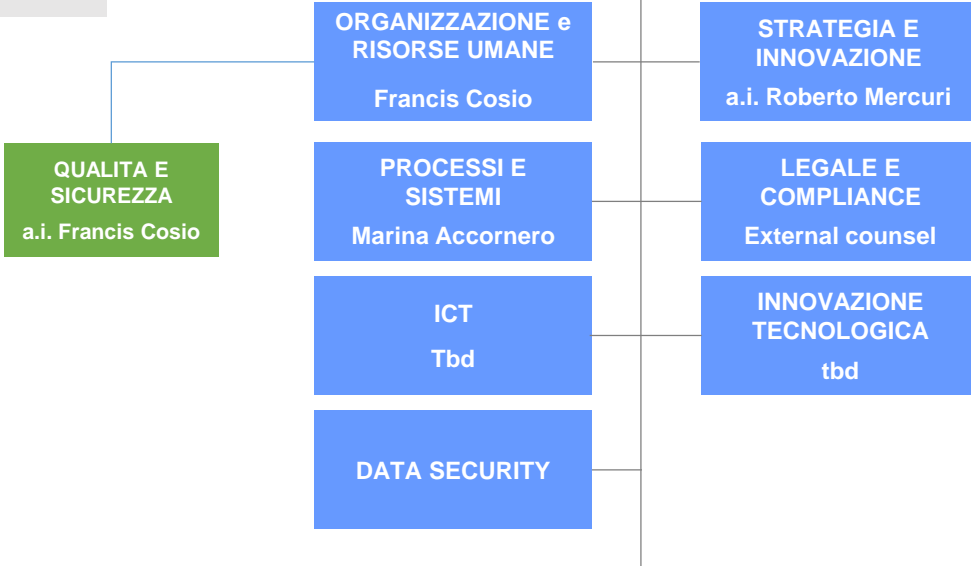 ORGANIZZAZIONE e
RISORSE UMANE
Francis Cosio
STRATEGIA E
INNOVAZIONE
a.i. Roberto Mercuri
QUALITA E
SICUREZZA
a.i. Francis Cosio
PROCESSI E
SISTEMI
Marina Accornero
LEGALE E
COMPLIANCE
External counsel
ICT
Tbd
INNOVAZIONE
TECNOLOGICA
tbd
DATA SECURITY